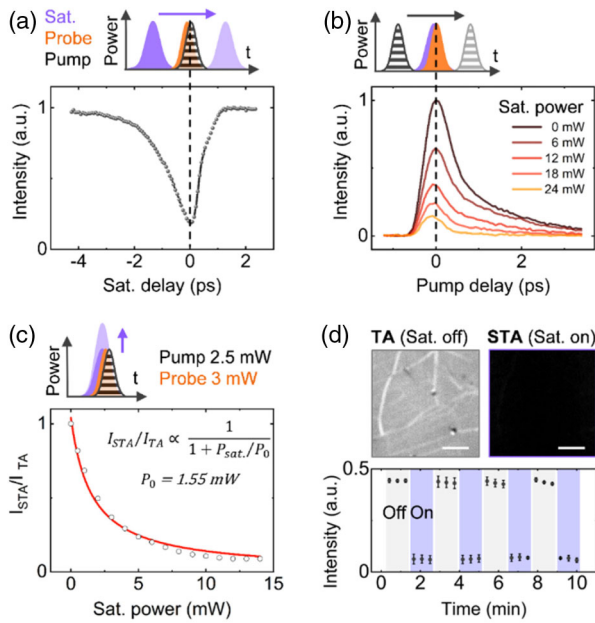 (a)
Sat.
Probe
Pump
Power
t
Intensity (a.u.)
1
0
-4
-2
0
2
Sat. delay (ps)
(b)
Power
t
Intensity (a.u.)
1
0
Sat. power
0 mW
6 mW
12 mW
18 mW
24 mW
0
2
Pump delay (ps)
(c)
Power
t
Pump 2.5 mW
Probe 3 mW
I_STA/I_TA
1
0
I_STA/I_TA ∝ 1 / (1 + P_sat./P_0)
P_0 = 1.55 mW
0
5
10
15
Sat. power (mW)
(d)
TA (Sat. off)
STA (Sat. on)
Intensity (a.u.)
0.5
0
Off On
0
2
4
6
8
10
Time (min)